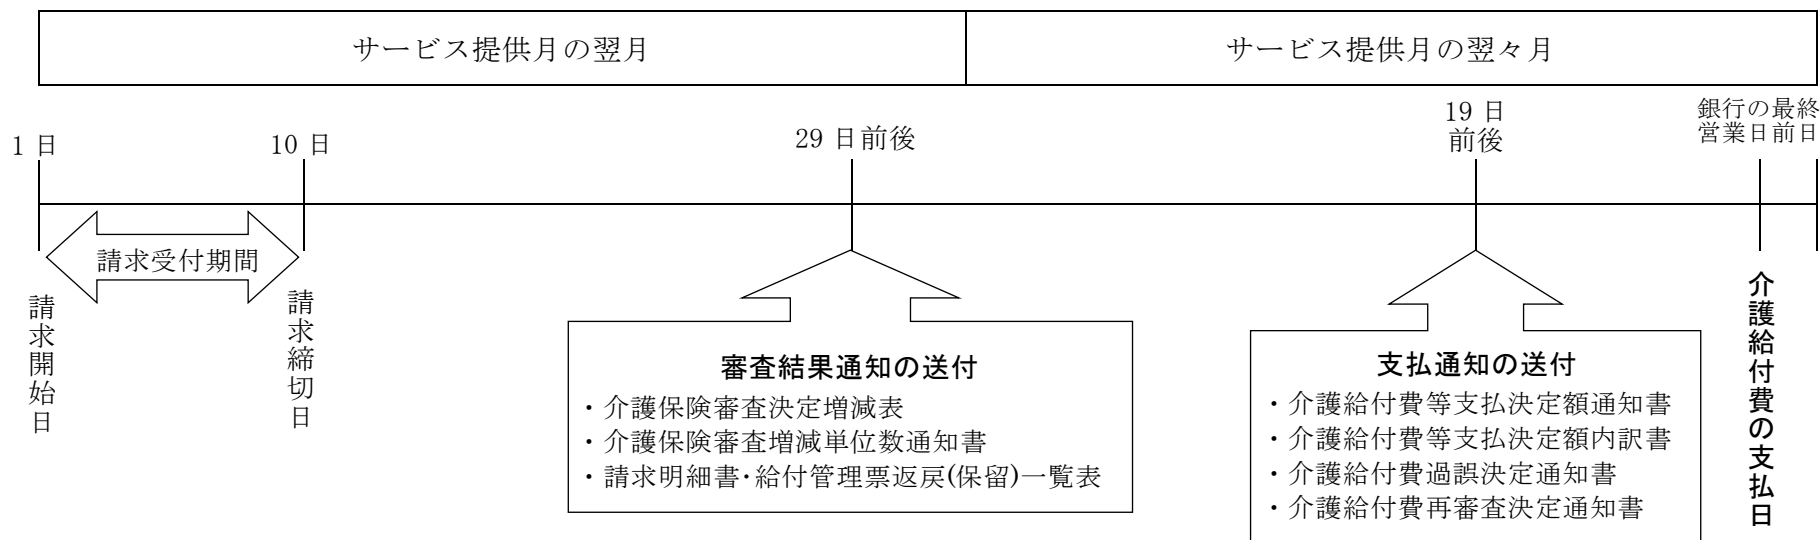 サービス提供月の翌月
サービス提供月の翌々月
1 日
10 日
29 日前後
19 日
前後
銀行の最終
営業日前日
請求受付期間
請求開始日
請求締切日
審査結果通知の送付
・介護保険審査決定増減表
・介護保険審査増減単位数通知書
・請求明細書・給付管理票返戻(保留)一覧表
支払通知の送付
・介護給付費等支払決定額通知書
・介護給付費等支払決定額内訳書
・介護給付費過誤決定通知書
・介護給付費再審査決定通知書
介護給付費の支払日